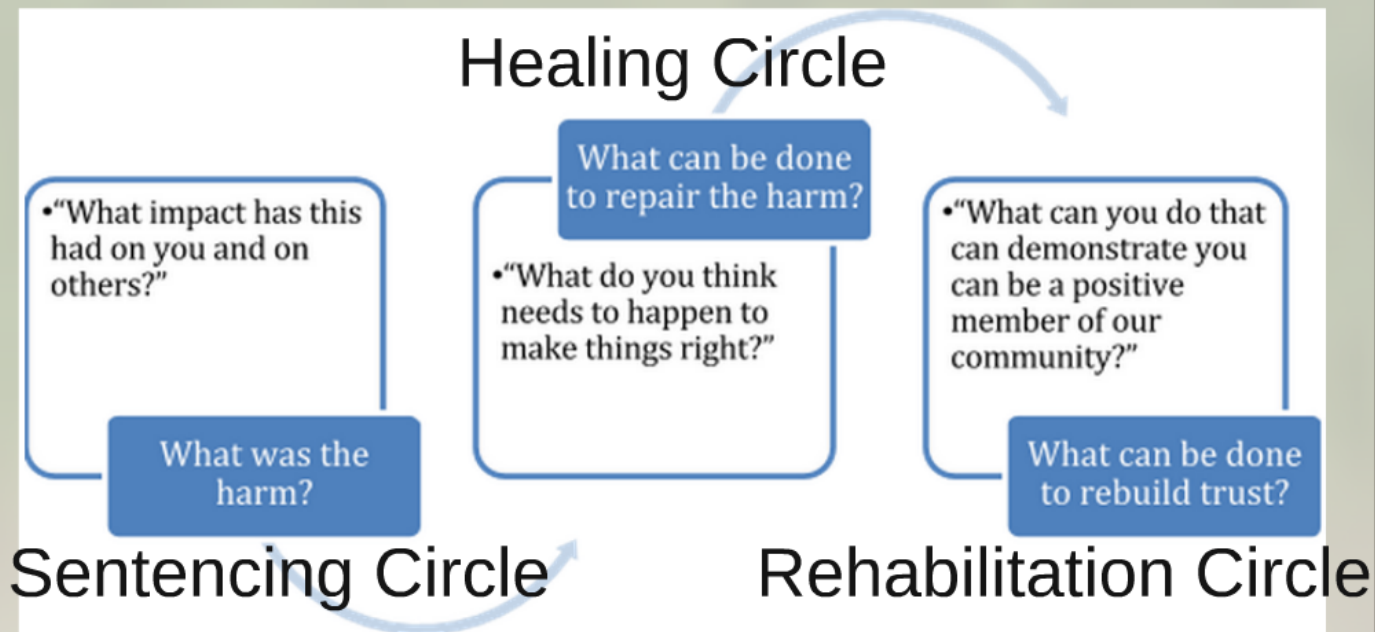 Healing Circle
•“What impact has this
had on you and on
others?”
What was the
harm?
Sentencing Circle
What can be done
to repair the harm?
•“What do you think
needs to happen to
make things right?”
•“What can you do that
can demonstrate you
can be a positive
member of our
community?”
What can be done
to rebuild trust?
Rehabilitation Circle